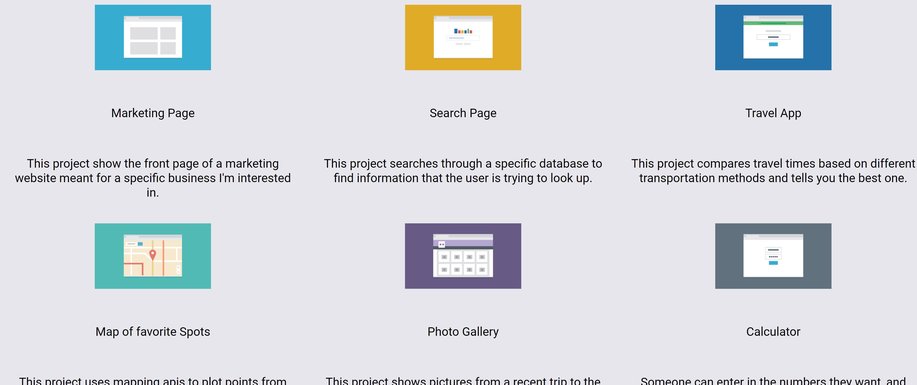 Marketing Page
Search Page
Travel App
This project show the front page of a marketing
website meant for a specific business I'm interested
in.
This project searches through a specific database to
find information that the user is trying to look up.
This project compares travel times based on different
transportation methods and tells you the best one.
Map of favorite Spots
Photo Gallery
Calculator
This project uses mapping apis to plot points from
This project shows pictures from a recent trip to the
Someone can enter in the numbers they want, and